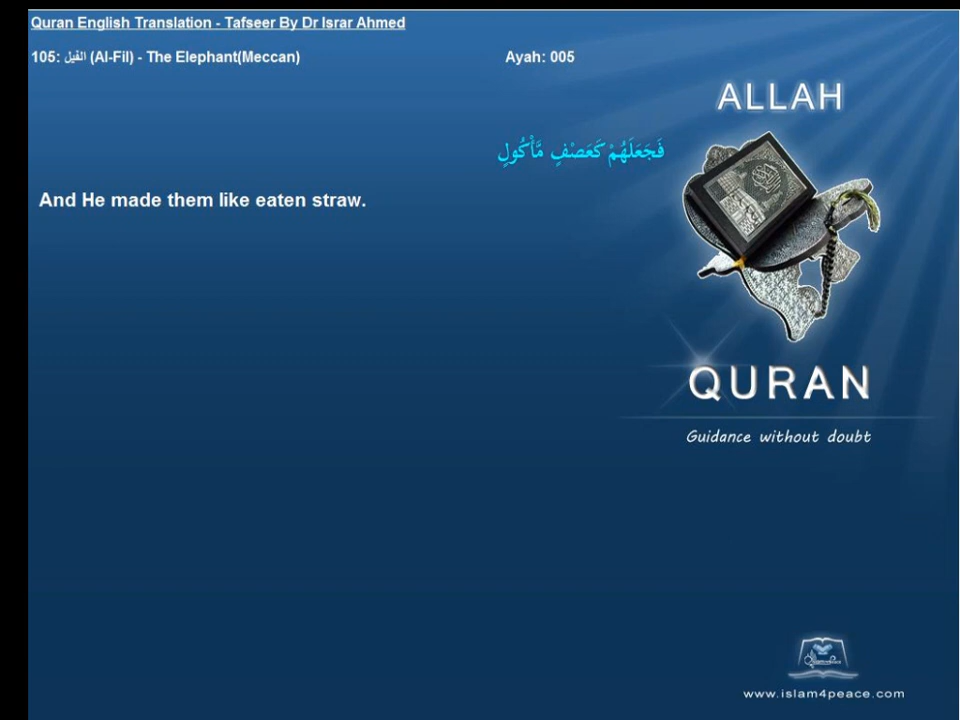 Quran English Translation - Tafseer By Dr Israr Ahmed
105: الفيل (Al-Fil) - The Elephant(Meccan) Ayah: 005
ALLAH
فَجَعَلَهُمْ كَعَصْفٍ مَّأْكُولٍ
And He made them like eaten straw.
QURAN
Guidance without doubt
www.islam4peace.com